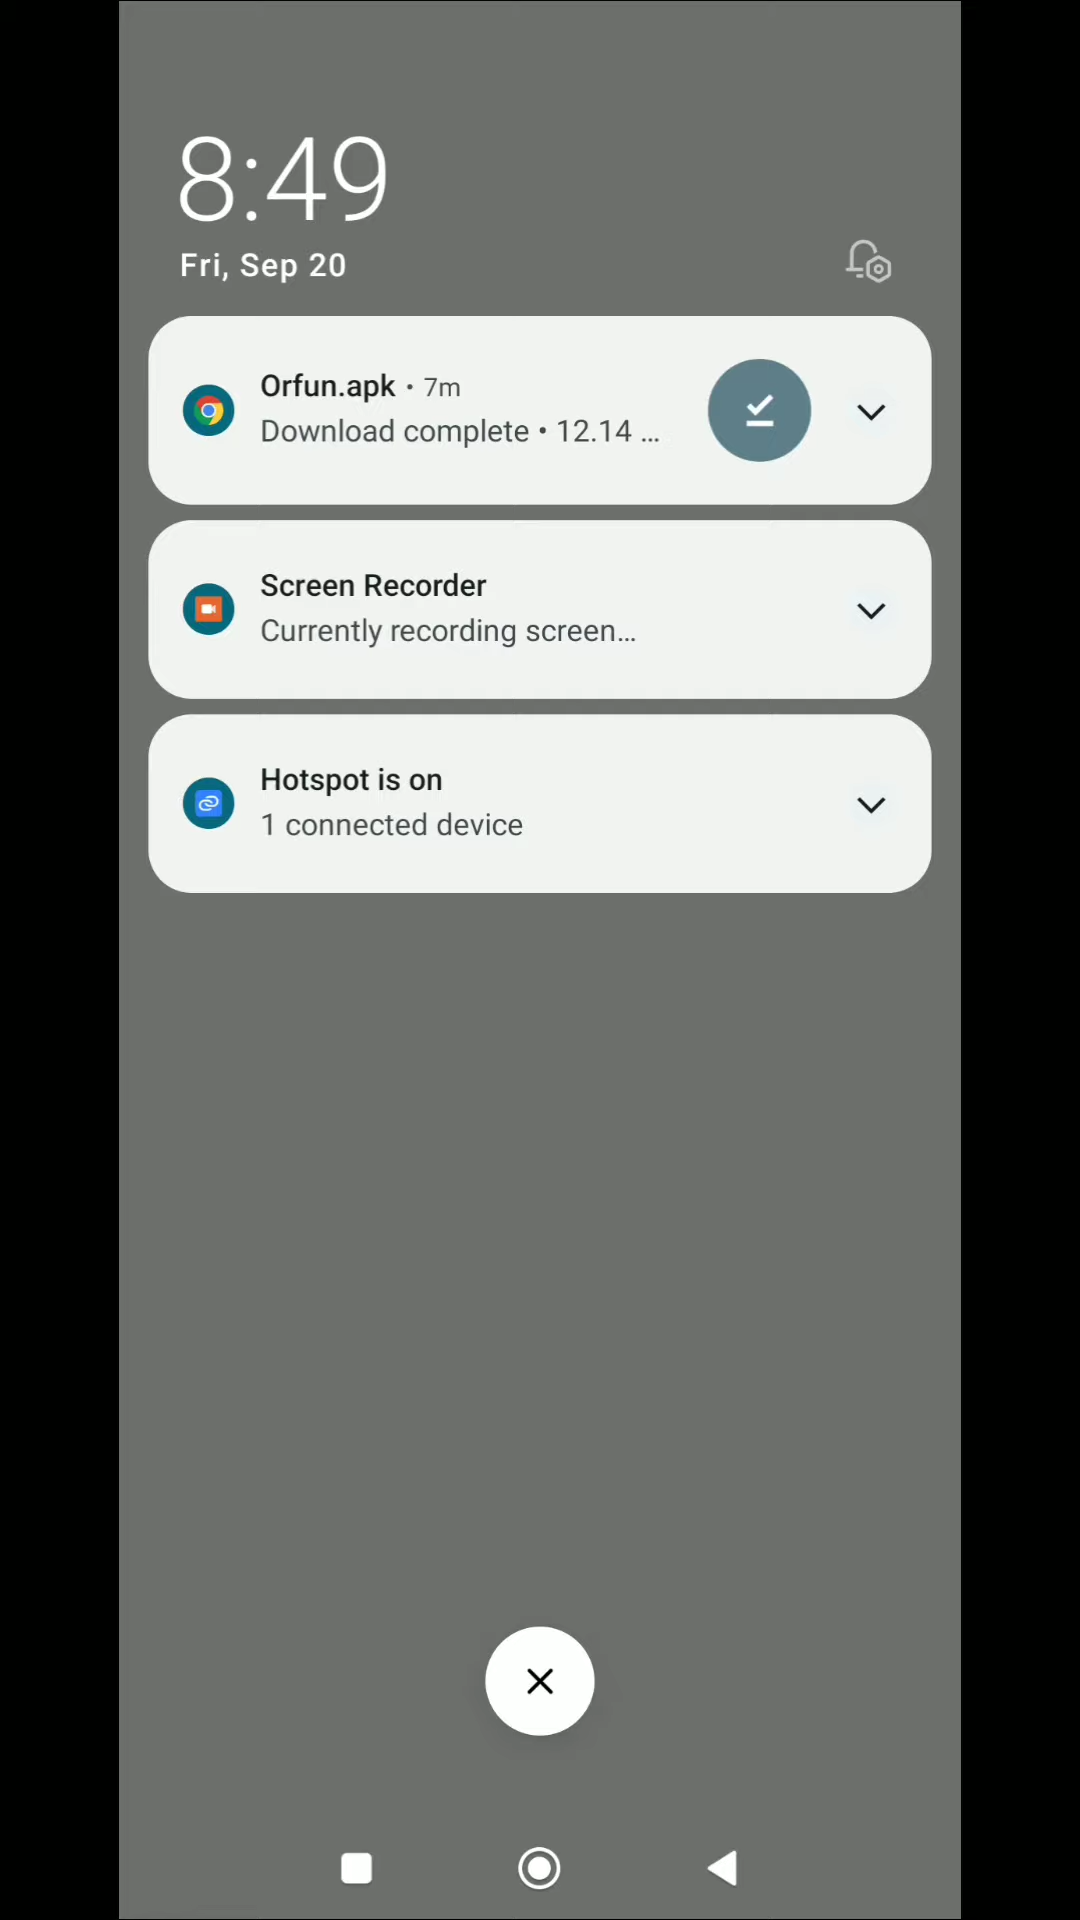 8:49
Fri, Sep 20
Orfun.apk • 7m
Download complete • 12.14 ...
Screen Recorder
Currently recording screen...
Hotspot is on
1 connected device